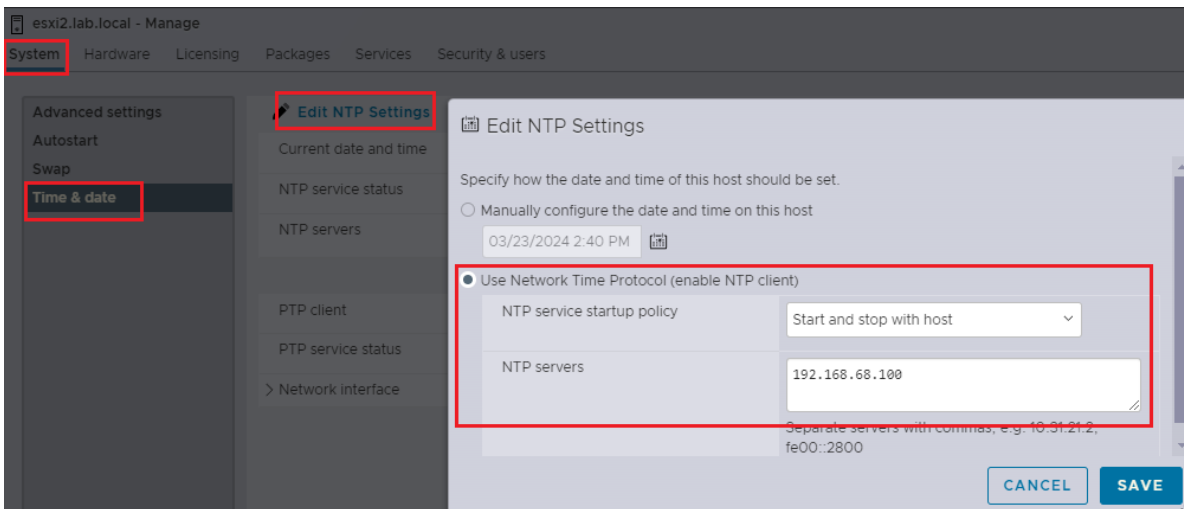 esxi2.lab.local - Manage
System Hardware Licensing Packages Services Security & users
Advanced settings
Autostart
Swap
Time & date
Edit NTP Settings
Current date and time
NTP service status
NTP servers
PTP client
PTP service status
> Network interface
Edit NTP Settings
Specify how the date and time of this host should be set.
Manually configure the date and time on this host
03/23/2024 2:40 PM
Use Network Time Protocol (enable NTP client)
NTP service startup policy Start and stop with host
NTP servers 192.168.68.100
Separate servers with commas, e.g. 10.31.21.2,
fe00::2800
CANCEL SAVE